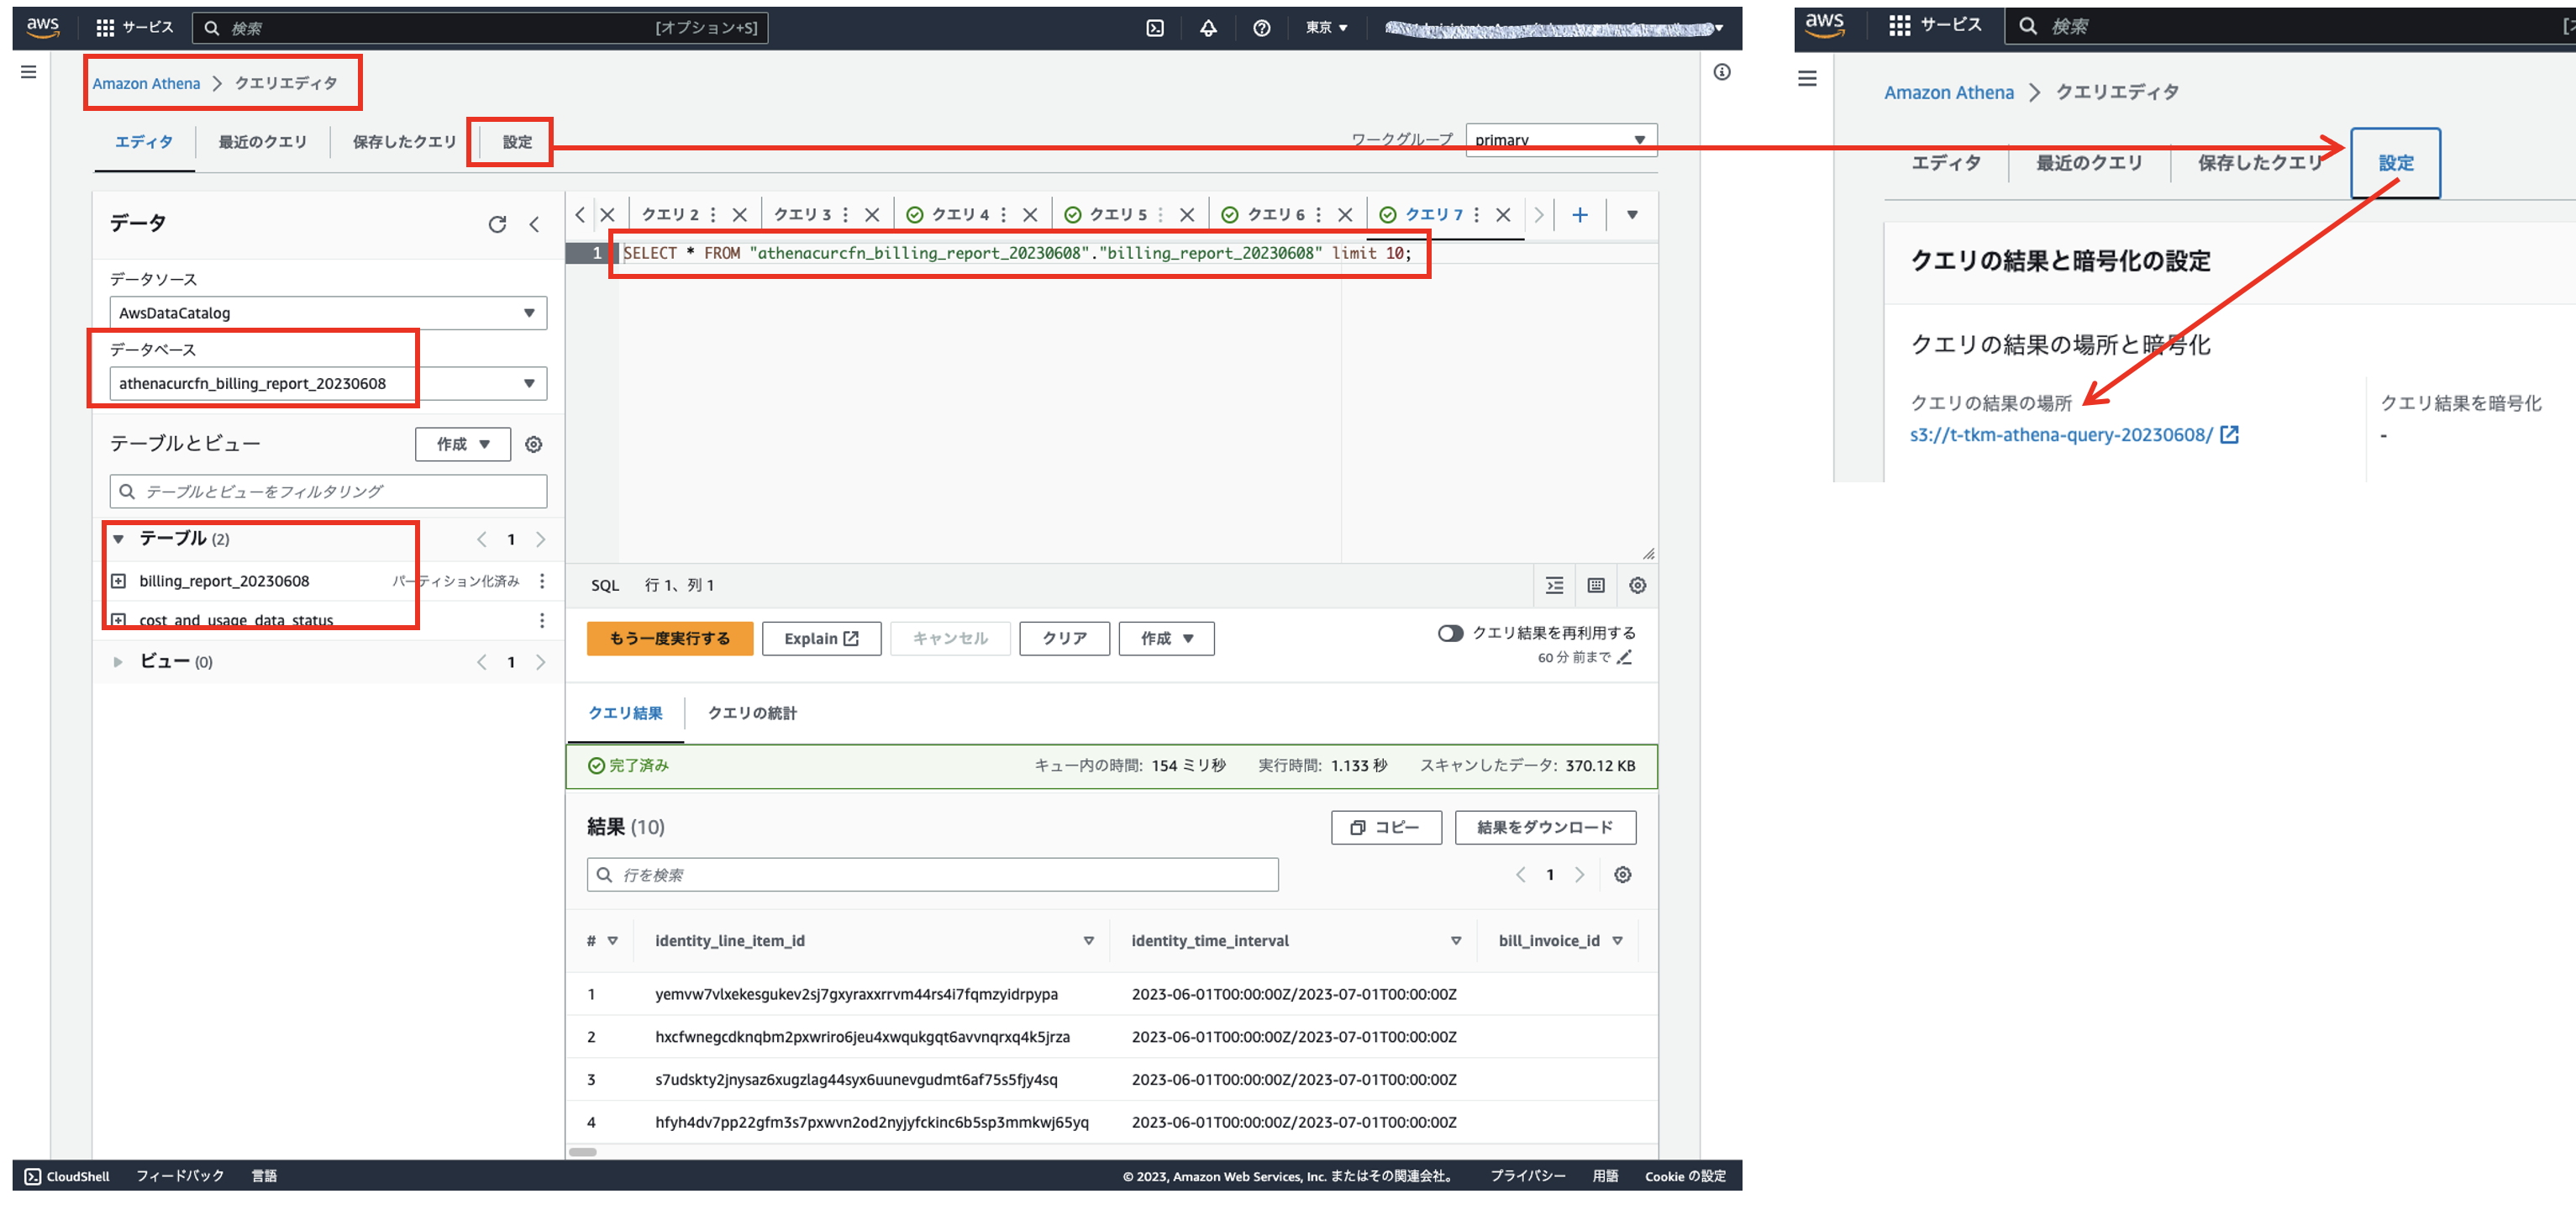 aws サービス 検索 [オプション+S] 東京
Amazon Athena > クエリエディタ
エディタ 最近のクエリ 保存したクエリ 設定 ワークグループ primary
データ
データソース
AwsDataCatalog
データベース
athenacurcfn_billing_report_20230608
テーブルとビュー 作成
テーブルとビューをフィルタリング
テーブル (2) 1
billing_report_20230608 パーティション化済み
cost_and_usage_data_status
ビュー (0) 1
クエリ 2 クエリ 3 クエリ 4 クエリ 5 クエリ 6 クエリ 7
1 SELECT * FROM "athenacurcfn_billing_report_20230608"."billing_report_20230608" limit 10;
SQL 行 1、列 1
もう一度実行する Explain キャンセル クリア 作成 クエリ結果を再利用する
60 分 前まで
クエリ結果 クエリの統計
完了済み キュー内の時間: 154 ミリ秒 実行時間: 1.133 秒 スキャンしたデータ: 370.12 KB
結果 (10) コピー 結果をダウンロード
行を検索 1
# identity_line_item_id identity_time_interval bill_invoice_id
1 yemvw7vlxekesgukev2sj7gxyraxxrrvm44rs4i7fqmzyidrpypa 2023-06-01T00:00:00Z/2023-07-01T00:00:00Z
2 hxcfwnegcdknqbm2pxwriro6jeu4xwqukgqt6avvnqrxq4k5jrza 2023-06-01T00:00:00Z/2023-07-01T00:00:00Z
3 s7udskty2jnysaz6xugzlag44syx6uunevgudmt6af75s5fjy4sq 2023-06-01T00:00:00Z/2023-07-01T00:00:00Z
4 hfyh4dv7pp22gfm3s7pxwvn2od2nyjyfckinc6b5sp3mmkwj65yq 2023-06-01T00:00:00Z/2023-07-01T00:00:00Z
CloudShell フィードバック 言語 © 2023, Amazon Web Services, Inc. またはその関連会社。 プライバシー 用語 Cookie の設定
aws サービス 検索
Amazon Athena > クエリエディタ
エディタ 最近のクエリ 保存したクエリ 設定
クエリの結果と暗号化の設定
クエリの結果の場所と暗号化
クエリの結果の場所 クエリ結果を暗号化
s3://t-tkm-athena-query-20230608/ -